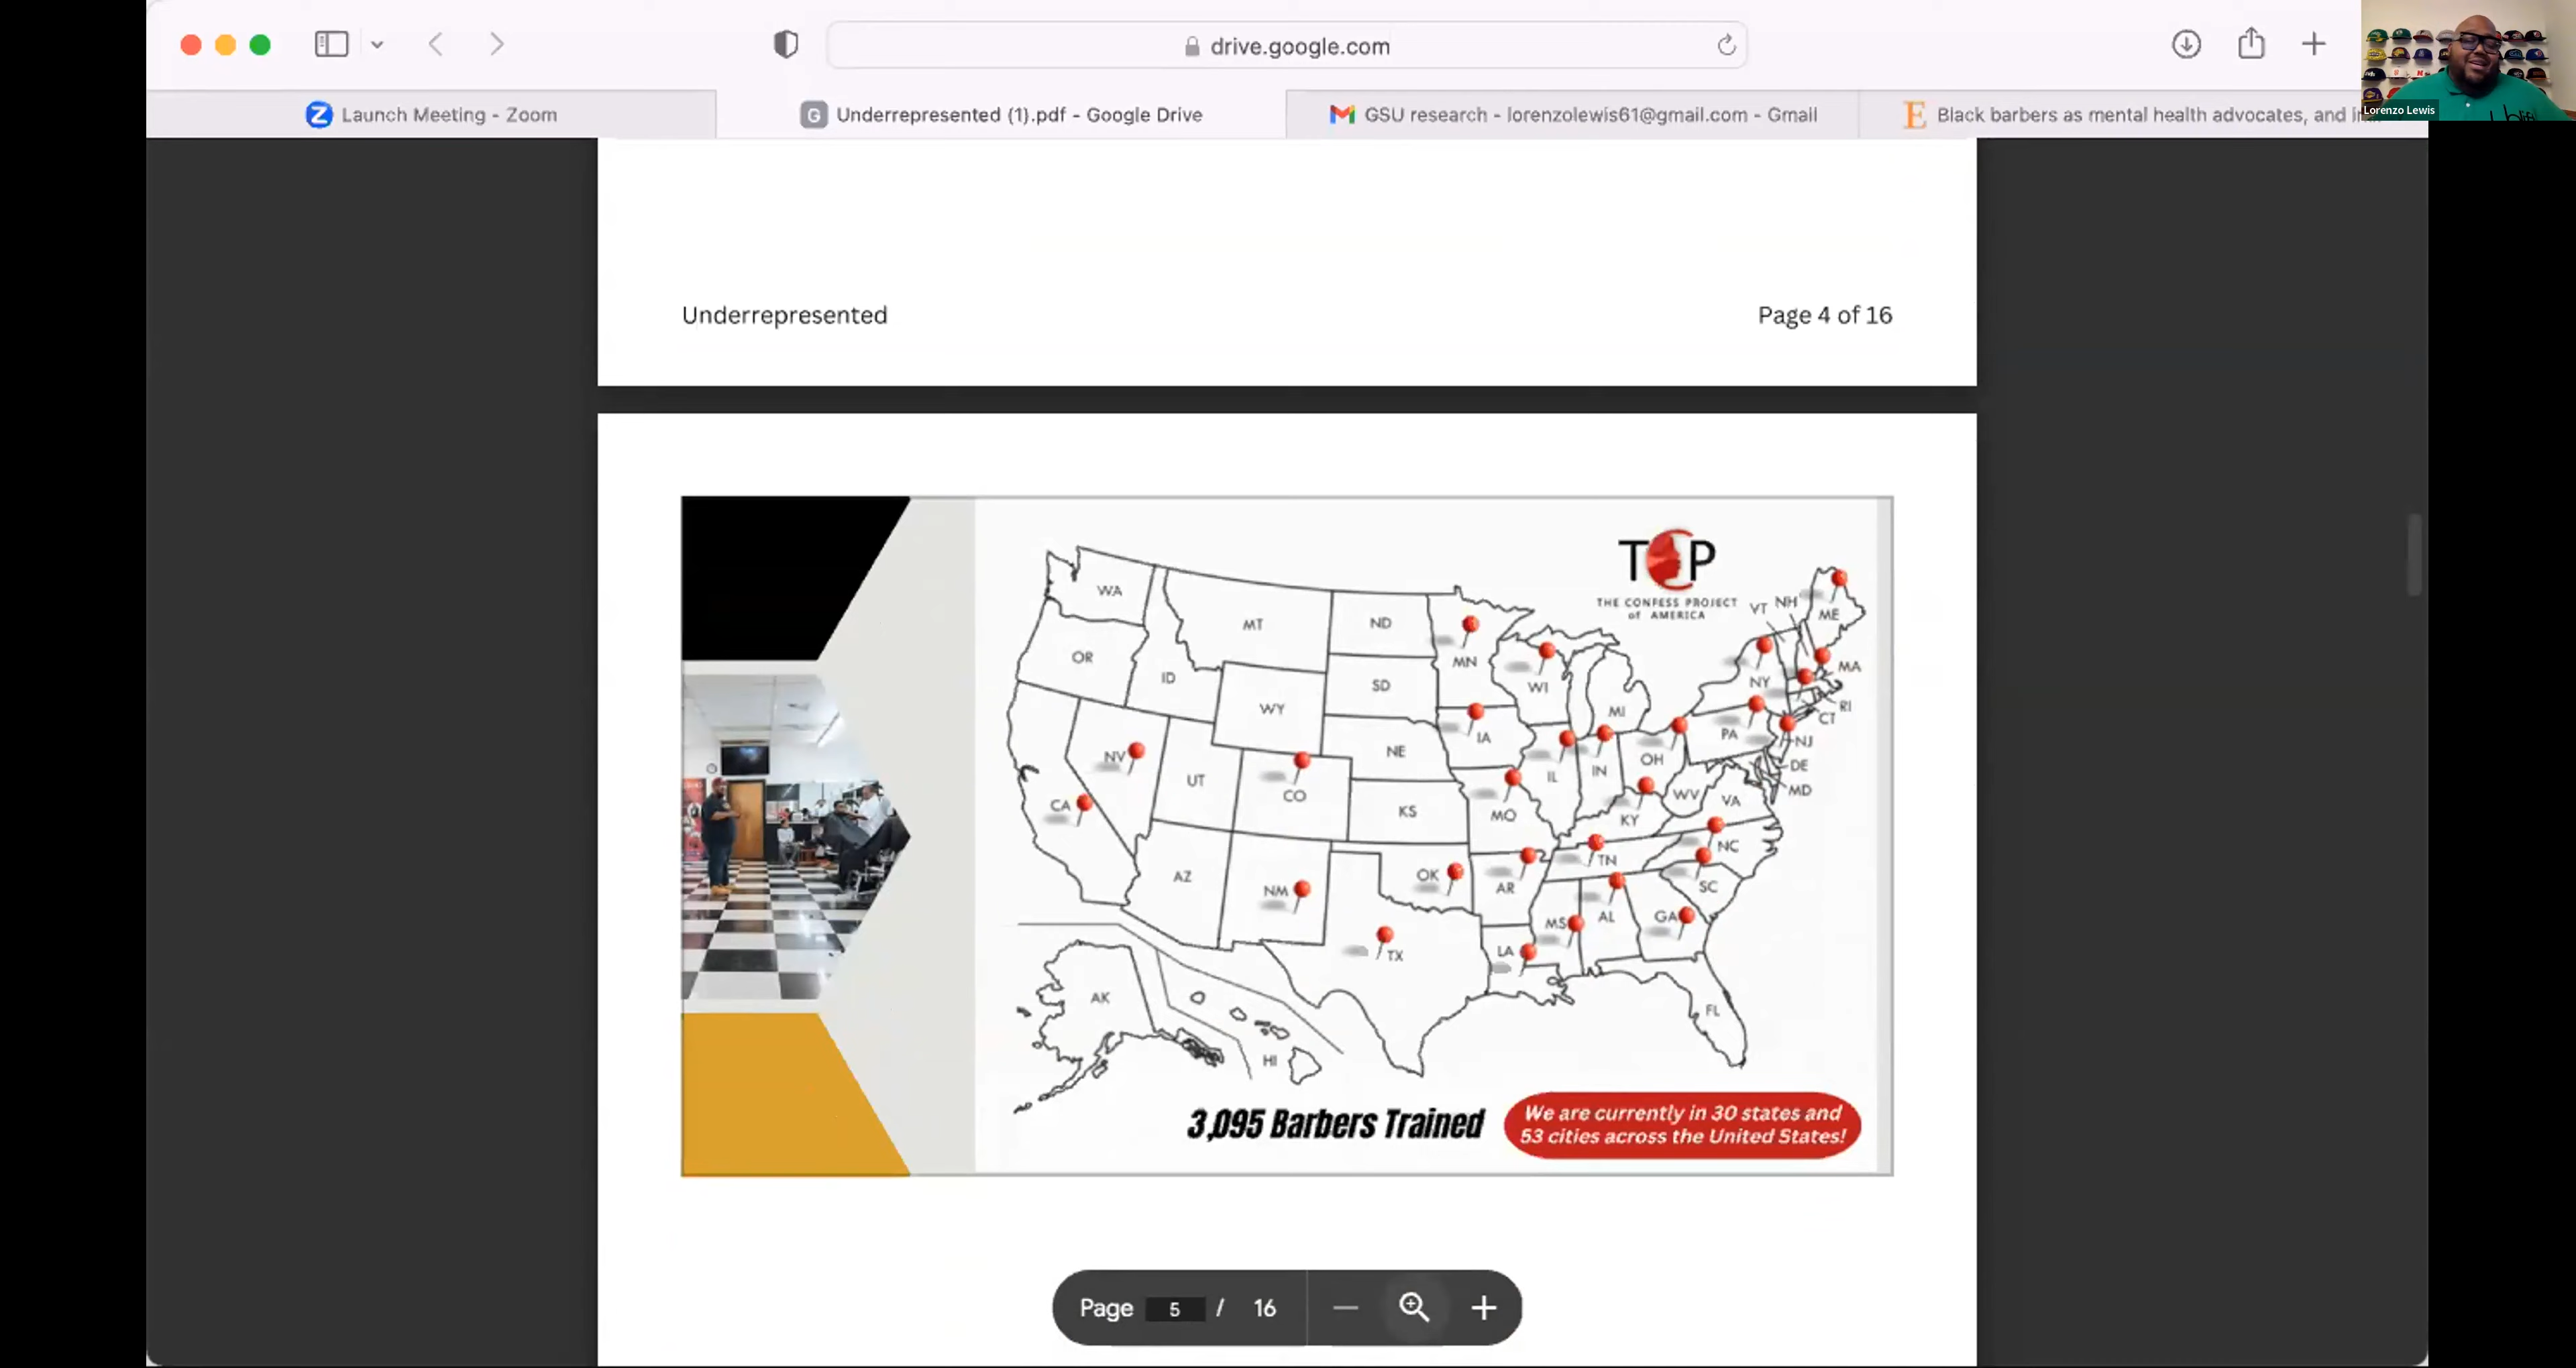 drive.google.com
Launch Meeting - Zoom
Underrepresented (1).pdf - Google Drive
GSU research - lorenzolewis61@gmail.com - Gmail
Black barbers as mental health advocates, and i
Lorenzo Lewis
Underrepresented
Page 4 of 16
TCP
THE CONFESS PROJECT
of AMERICA
WA
MT
ND
MN
VT
NH
ME
OR
ID
SD
WI
MI
NY
MA
WY
RI
CT
NV
UT
CO
NE
IA
IL
IN
OH
PA
NJ
DE
MD
CA
KS
MO
KY
WV
VA
AZ
NM
OK
AR
TN
NC
SC
TX
LA
MS
AL
GA
AK
HI
FL
3,095 Barbers Trained
We are currently in 30 states and
53 cities across the United States!
Page 5 / 16